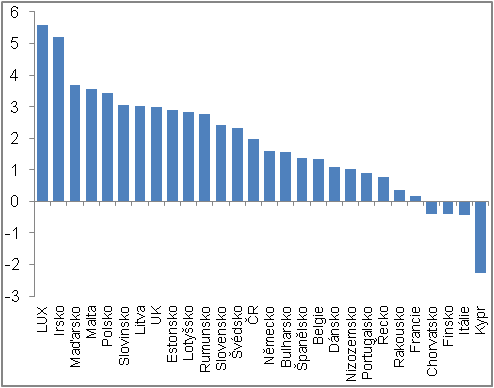 6
5
4
3
2
1
0
-1
-2
-3
LUX
Irsko
Maďarsko
Malta
Polsko
Slovinsko
Litva
UK
Estonsko
Lotyšsko
Rumunsko
Slovensko
Švédsko
ČR
Německo
Bulharsko
Španělsko
Belgie
Dánsko
Nizozemsko
Portugalsko
Řecko
Rakousko
Francie
Chorvatsko
Finsko
Itálie
Kypr